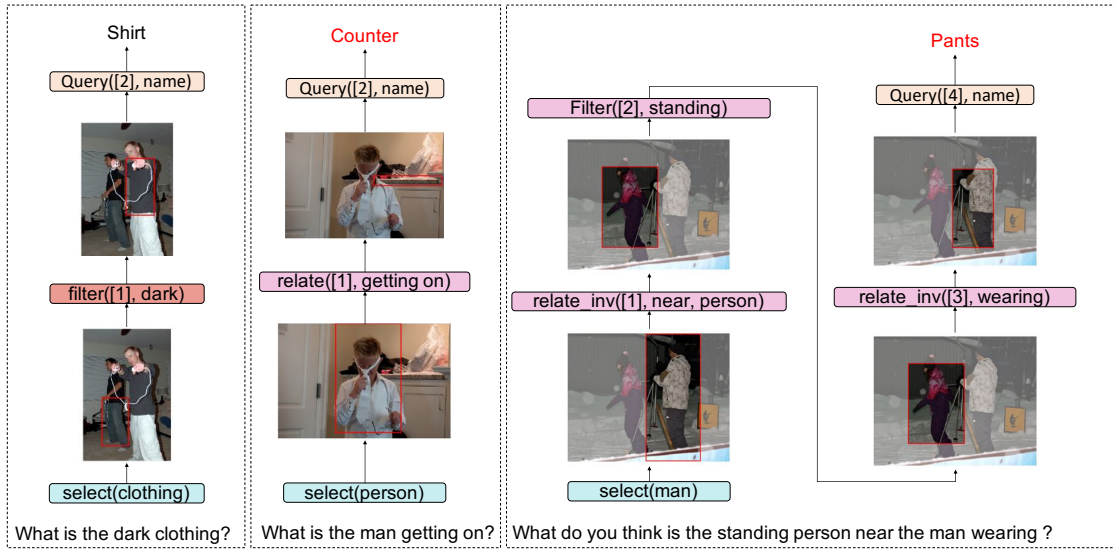 Shirt
Query([2], name)
filter([1], dark)
select(clothing)
What is the dark clothing?
Counter
Query([2], name)
relate([1], getting on)
select(person)
What is the man getting on?
Filter([2], standing)
relate_inv([1], near, person)
select(man)
Pants
Query([4], name)
relate_inv([3], wearing)
What do you think is the standing person near the man wearing ?